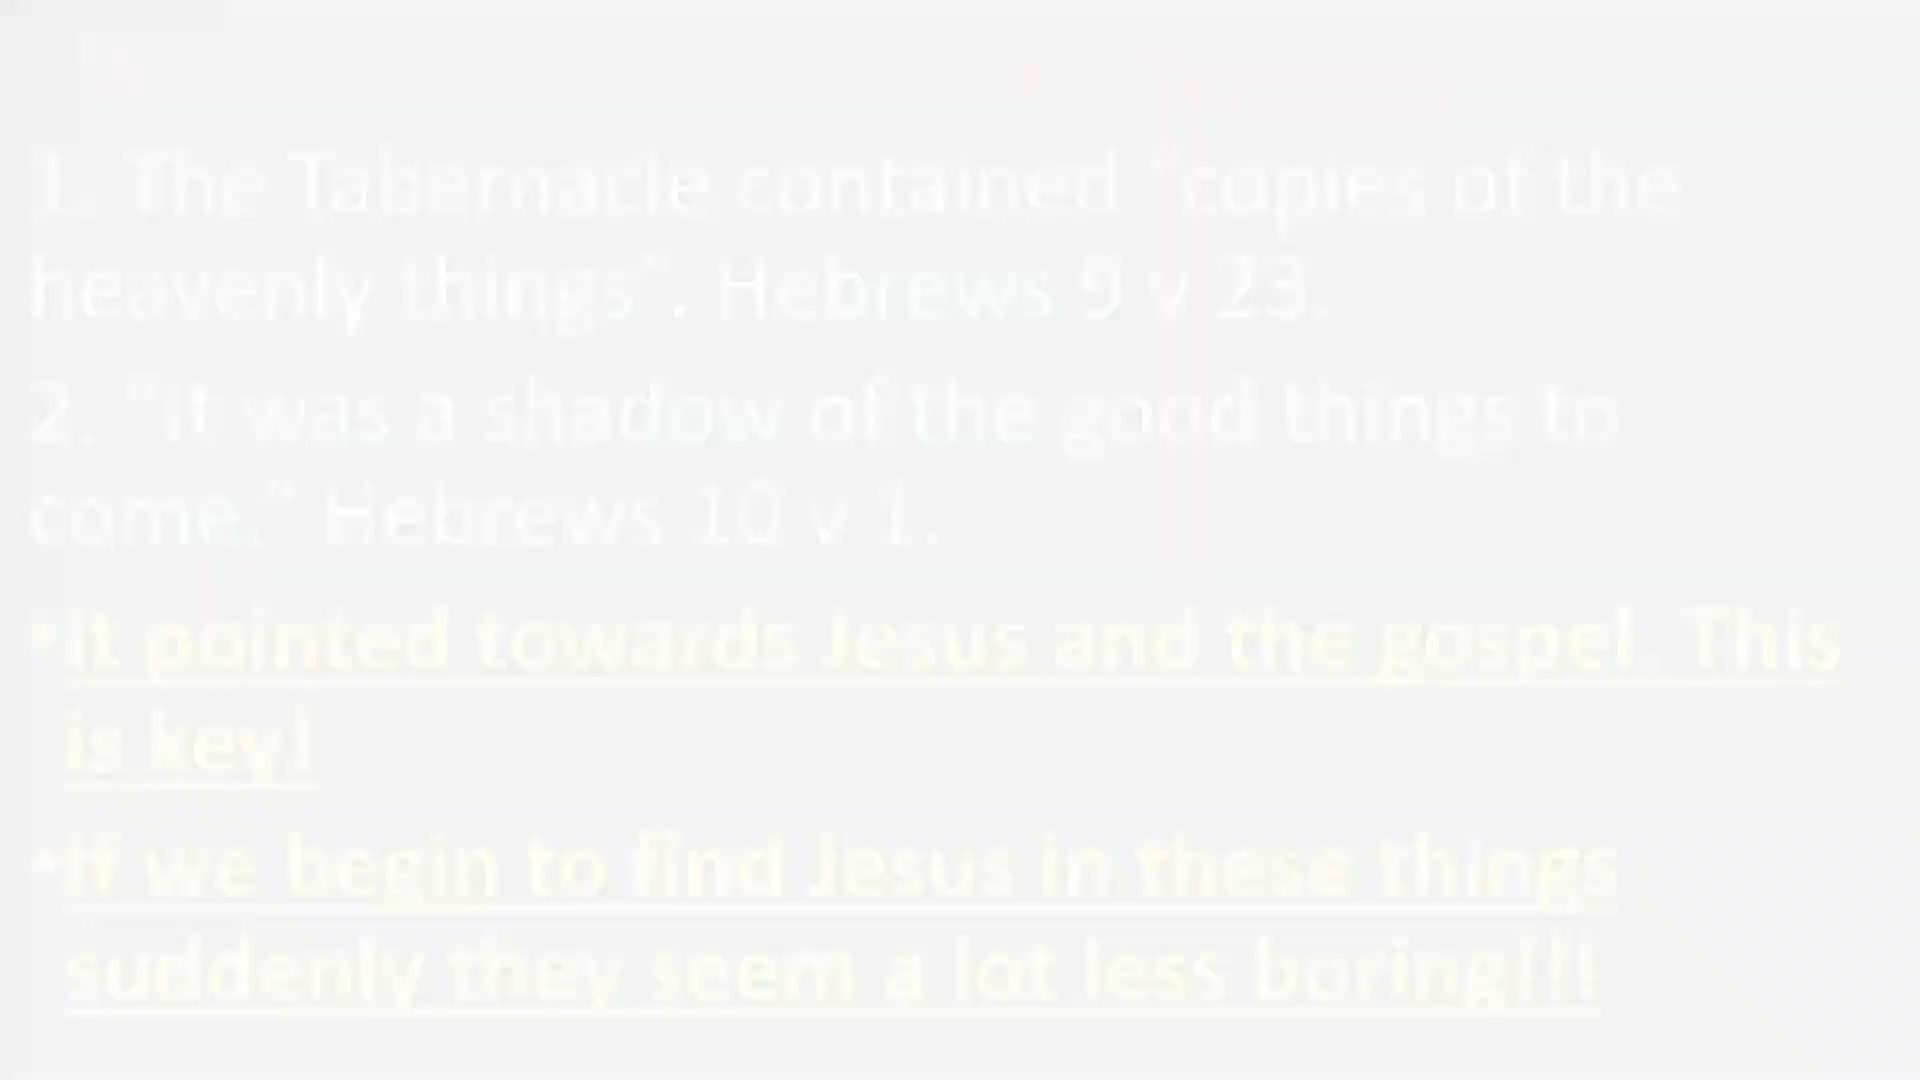 1. The Tabernacle contained "copies of the
heavenly things". Hebrews 9 v 23.
2. "It was a shadow of the good things to
come." Hebrews 10 v 1.
•It pointed towards Jesus and the gospel. This
is key!
•If we begin to find Jesus in these things
suddenly they seem a lot less boring!!!